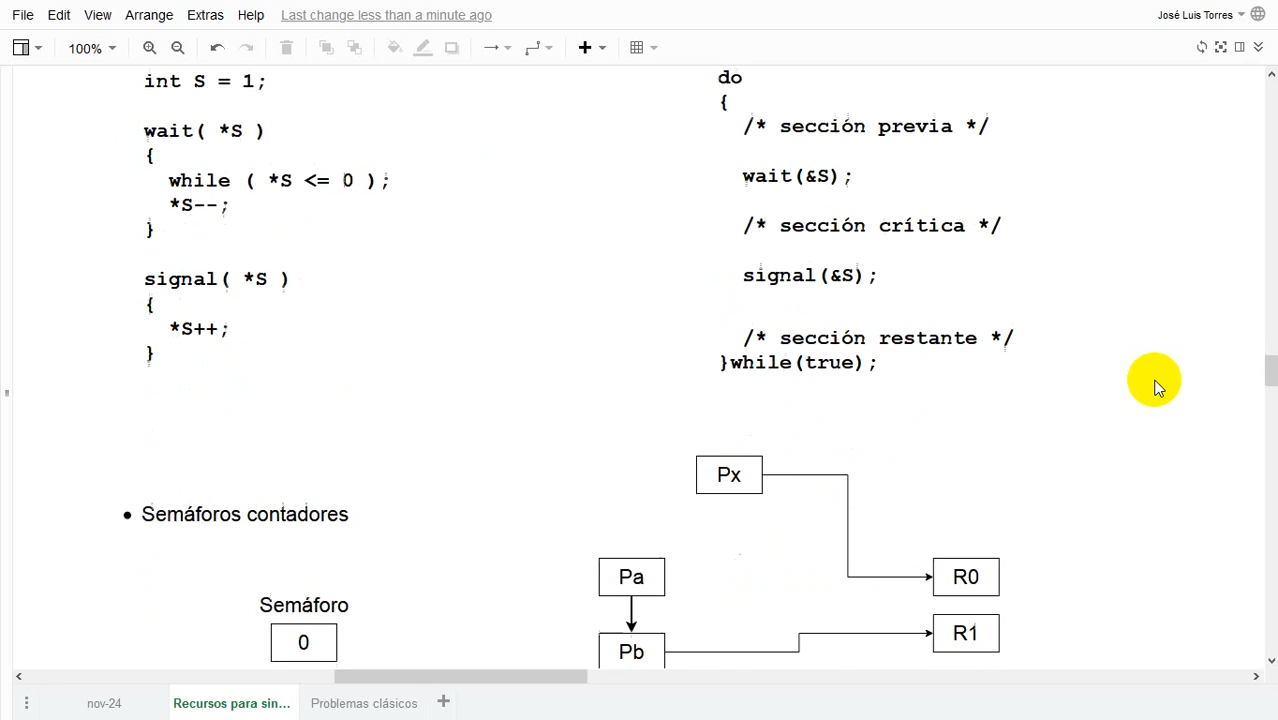 File Edit View Arrange Extras Help Last change less than a minute ago
José Luis Torres
100%
int S = 1;
wait( *S )
{
while ( *S <= 0 );
*S--;
}
signal( *S )
{
*S++;
}
do
{
/* sección previa */
wait(&S);
/* sección crítica */
signal(&S);
/* sección restante */
}while(true);
• Semáforos contadores
Semáforo
0
Px
Pa
Pb
R0
R1
nov-24 Recursos para sin... Problemas clásicos